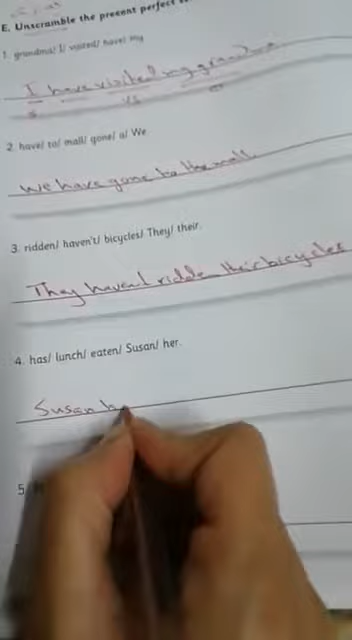 E. Unscramble the present perfect
1. grandma/ I/ visited/ have/ my
I have visited my grandma
2. have/ to/ mall/ gone/ a/ We
We have gone to the mall.
3. ridden/ haven't/ bicycles/ They/ their.
They haven't ridden their bicycles
4. has/ lunch/ eaten/ Susan/ her.
Susan h
5.